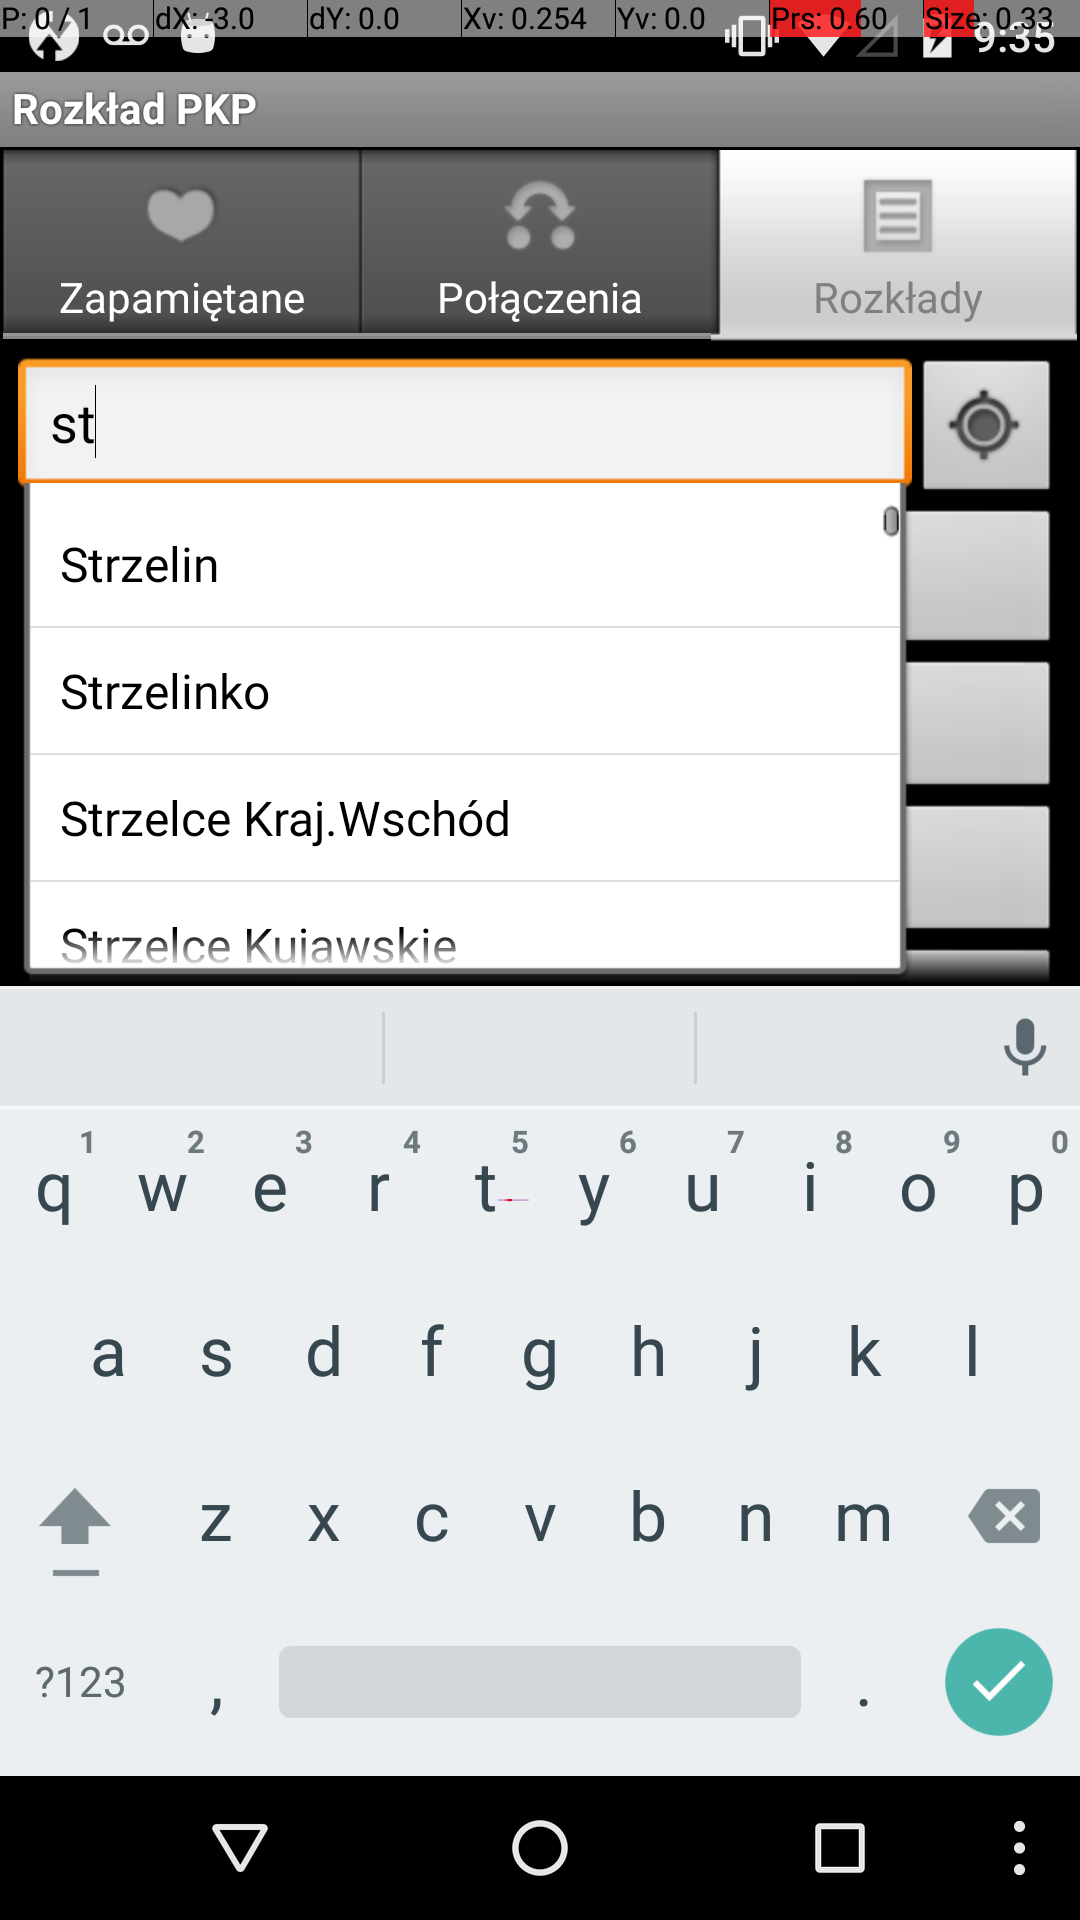 P: 0 / 1 dX: -3.0 dY: 0.0 Xv: 0.254 Yv: 0.0 Prs: 0.60 Size: 0.33
9:35
Rozkład PKP
Zapamiętane Połączenia Rozkłady
st
Strzelin
Strzelinko
Strzelce Kraj.Wschód
Strzelce Kujawskie
1 2 3 4 5 6 7 8 9 0
q w e r t y u i o p
a s d f g h j k l
z x c v b n m
?123 , .